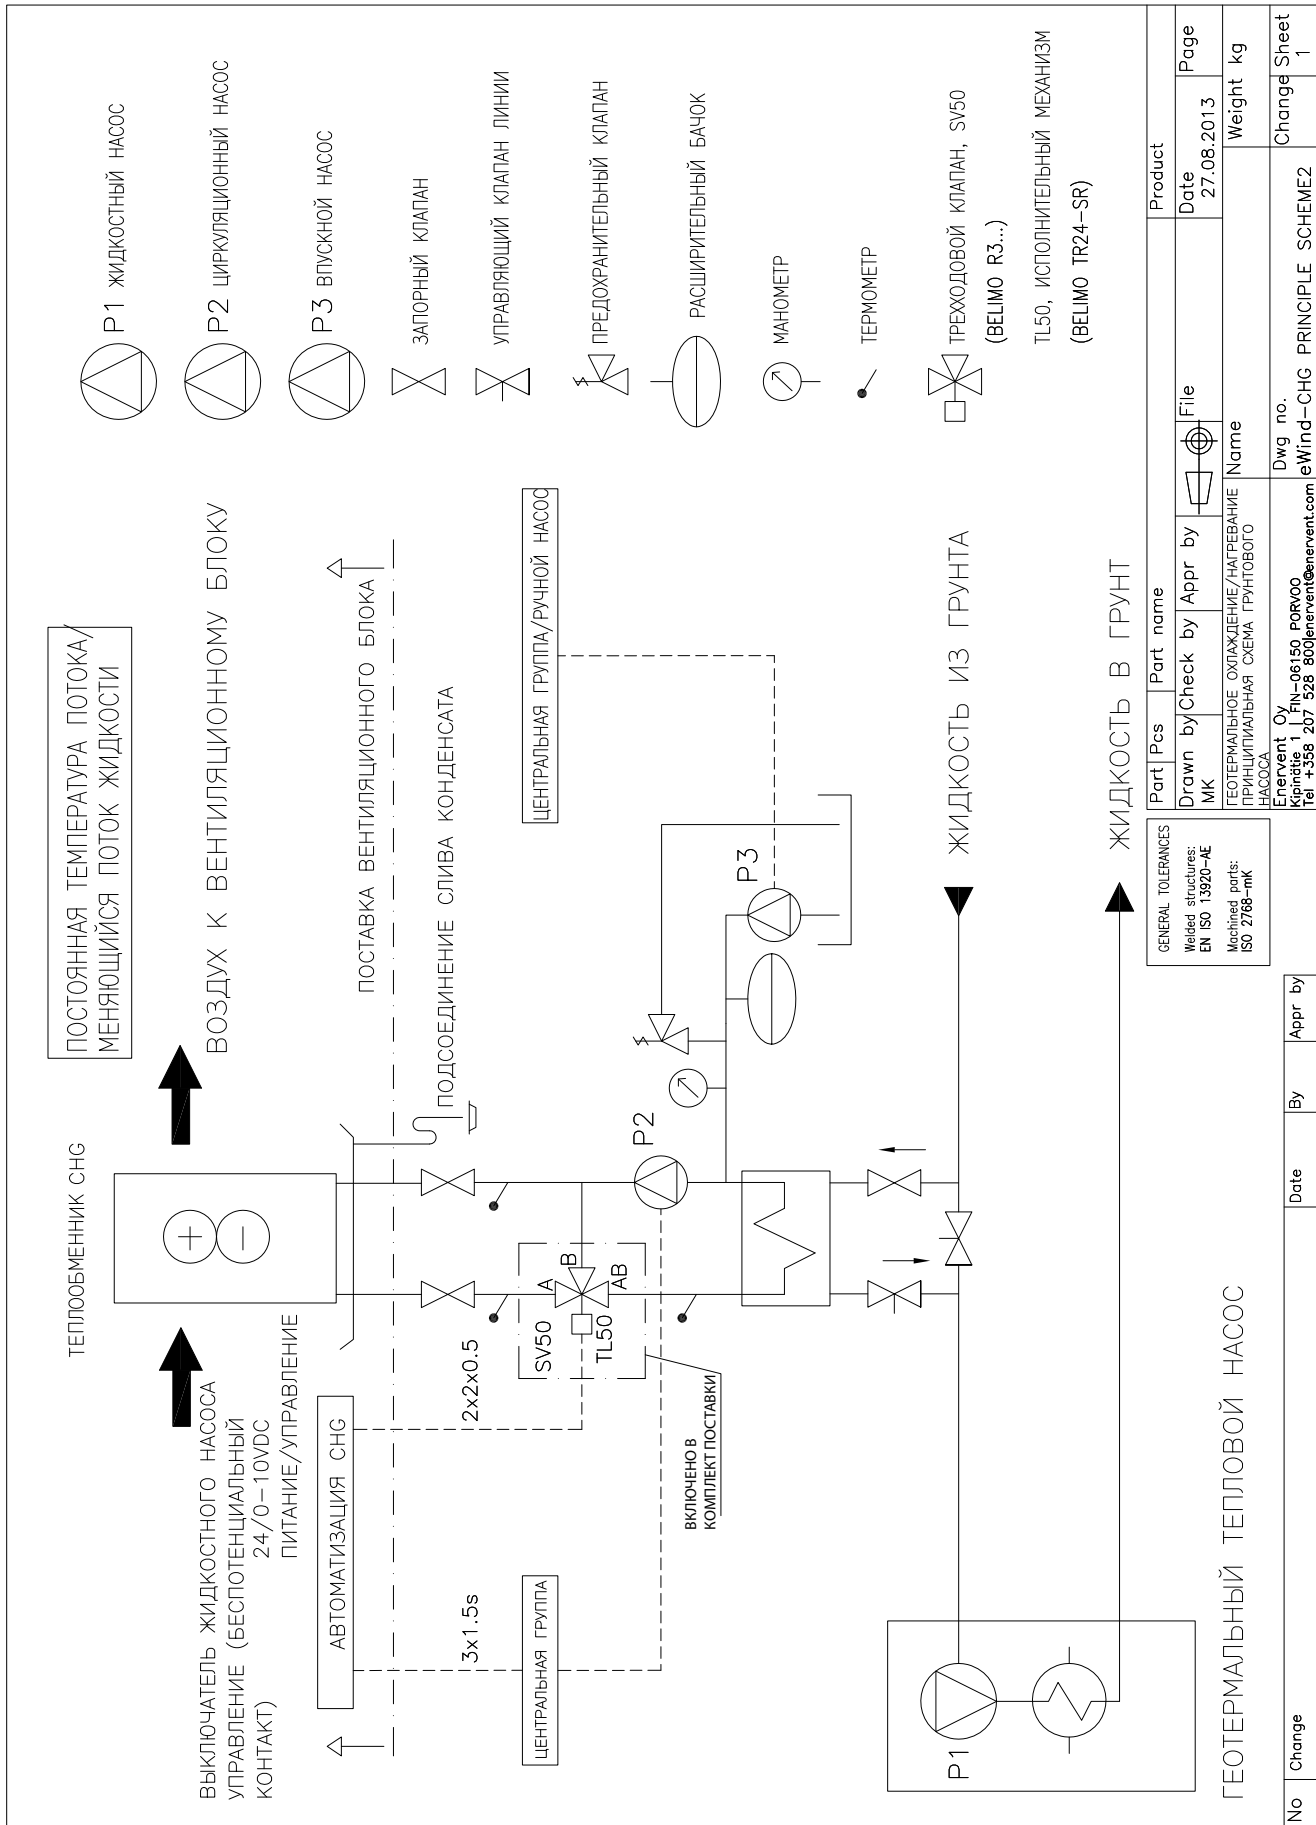 ПОСТОЯННАЯ ТЕМПЕРАТУРА ПОТОКА/
МЕНЯЮЩИЙСЯ ПОТОК ЖИДКОСТИ
ТЕПЛООБМЕННИК CHG
ВОЗДУХ К ВЕНТИЛЯЦИОННОМУ БЛОКУ
ВЫКЛЮЧАТЕЛЬ ЖИДКОСТНОГО НАСОСА
УПРАВЛЕНИЕ (БЕСПОТЕНЦИАЛЬНЫЙ
КОНТАКТ)
24/0-10VDC
ПИТАНИЕ/УПРАВЛЕНИЕ
АВТОМАТИЗАЦИЯ CHG
ПОСТАВКА ВЕНТИЛЯЦИОННОГО БЛОКА
ПОДСОЕДИНЕНИЕ СЛИВА КОНДЕНСАТА
3x1.5s
2x2x0.5
ЦЕНТРАЛЬНАЯ ГРУППА
SV50
A
B
AB
TL50
ВКЛЮЧЕНО В
КОМПЛЕКТ ПОСТАВКИ
P2
ЦЕНТРАЛЬНАЯ ГРУППА/РУЧНОЙ НАСОС
P3
ЖИДКОСТЬ ИЗ ГРУНТА
ЖИДКОСТЬ В ГРУНТ
P1
ГЕОТЕРМАЛЬНЫЙ ТЕПЛОВОЙ НАСОС
P1 ЖИДКОСТНЫЙ НАСОС
P2 ЦИРКУЛЯЦИОННЫЙ НАСОС
P3 ВПУСКНОЙ НАСОС
ЗАПОРНЫЙ КЛАПАН
УПРАВЛЯЮЩИЙ КЛАПАН ЛИНИИ
ПРЕДОХРАНИТЕЛЬНЫЙ КЛАПАН
РАСШИРИТЕЛЬНЫЙ БАЧОК
МАНОМЕТР
ТЕРМОМЕТР
ТРЕХХОДОВОЙ КЛАПАН, SV50
(BELIMO R3...)
TL50, ИСПОЛНИТЕЛЬНЫЙ МЕХАНИЗМ
(BELIMO TR24-SR)
GENERAL TOLERANCES
Welded structures:
EN ISO 13920-AE
Machined parts:
ISO 2768-mK
Part Pcs Part name Product
Drawn by Check by Appr by File Date Page
MK 27.08.2013
ГЕОТЕРМАЛЬНОЕ ОХЛАЖДЕНИЕ/НАГРЕВАНИЕ
ПРИНЦИПИАЛЬНАЯ СХЕМА ГРУНТОВОГО
НАСОСА
Name Weight kg
Enervent Oy
Kipinätie 1 | FIN-06150 PORVOO
Tel +358 207 528 800|enervent@enervent.com
Dwg no.
eWind-CHG PRINCIPLE SCHEME2
Change Sheet
1
No Change Date By Appr by